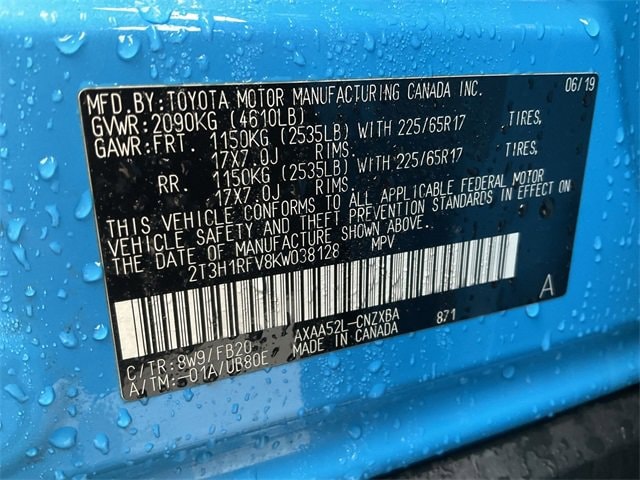 MFD.BY:TOYOTA MOTOR MANUFACTURING CANADA INC. 06/19
GVWR:2090KG (4610LB)
GAWR:FRT. 1150KG (2535LB) WITH 225/65R17 TIRES,
17X7.0J RIMS.
RR. 1150KG (2535LB) WITH 225/65R17 TIRES,
17X7.0J RIMS.
THIS VEHICLE CONFORMS TO ALL APPLICABLE FEDERAL MOTOR
VEHICLE SAFETY AND THEFT PREVENTION STANDARDS IN EFFECT ON
THE DATE OF MANUFACTURE SHOWN ABOVE.
2T3H1RFV8KW038128 MPV
A
C/TR:8W9/FB20 AXAA52L-CNZXBA 871
A/TM:-01A/UB80E MADE IN CANADA